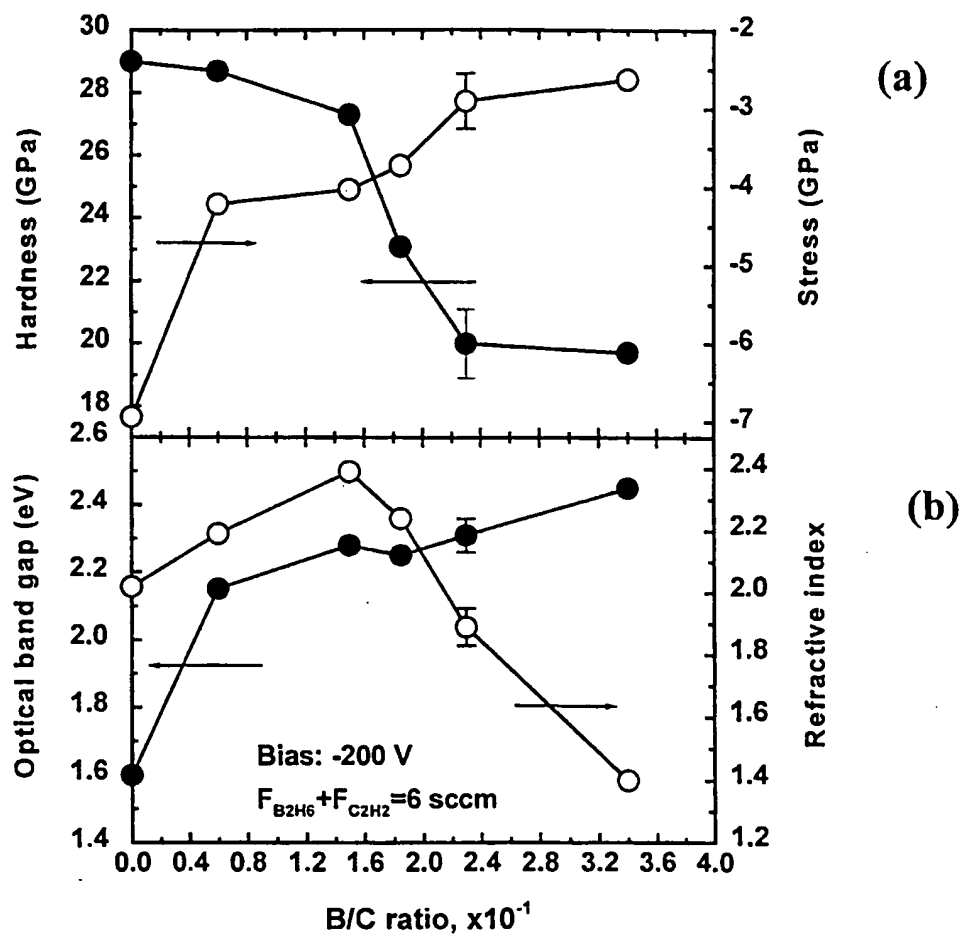 30
28
26
24
22
20
18
Hardness (GPa)
-2
-3
-4
-5
-6
-7
Stress (GPa)
(a)
2.6
2.4
2.2
2.0
1.8
1.6
1.4
Optical band gap (eV)
2.4
2.2
2.0
1.8
1.6
1.4
1.2
Refractive index
(b)
Bias: -200 V
F_B2H6+F_C2H2=6 sccm
0.0 0.4 0.8 1.2 1.6 2.0 2.4 2.8 3.2 3.6 4.0
B/C ratio, x10⁻¹